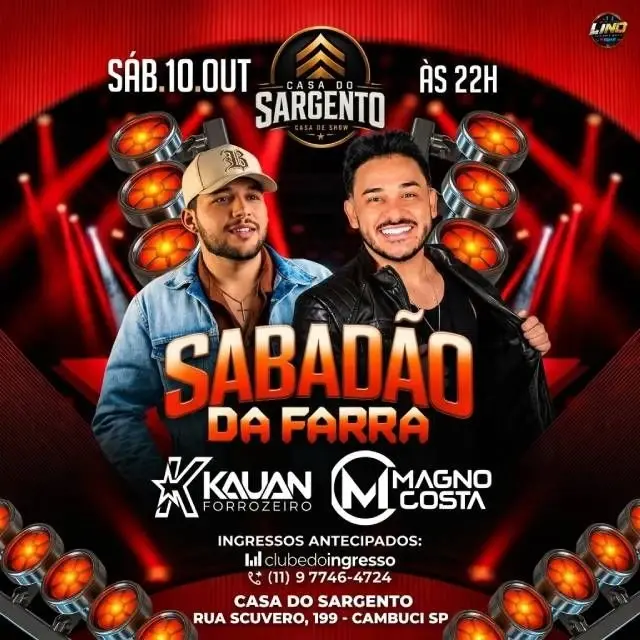 LINO
SÁB.10.OUT
CASA DO
SARGENTO
CASA DE SHOW
ÀS 22H
B
SABADÃO
DA FARRA
K KAUAN
FORROZEIRO
M MAGNO
COSTA
INGRESSOS ANTECIPADOS:
clubedoingresso
(11) 9 7746-4724
CASA DO SARGENTO
RUA SCUVERO, 199 - CAMBUCI SP